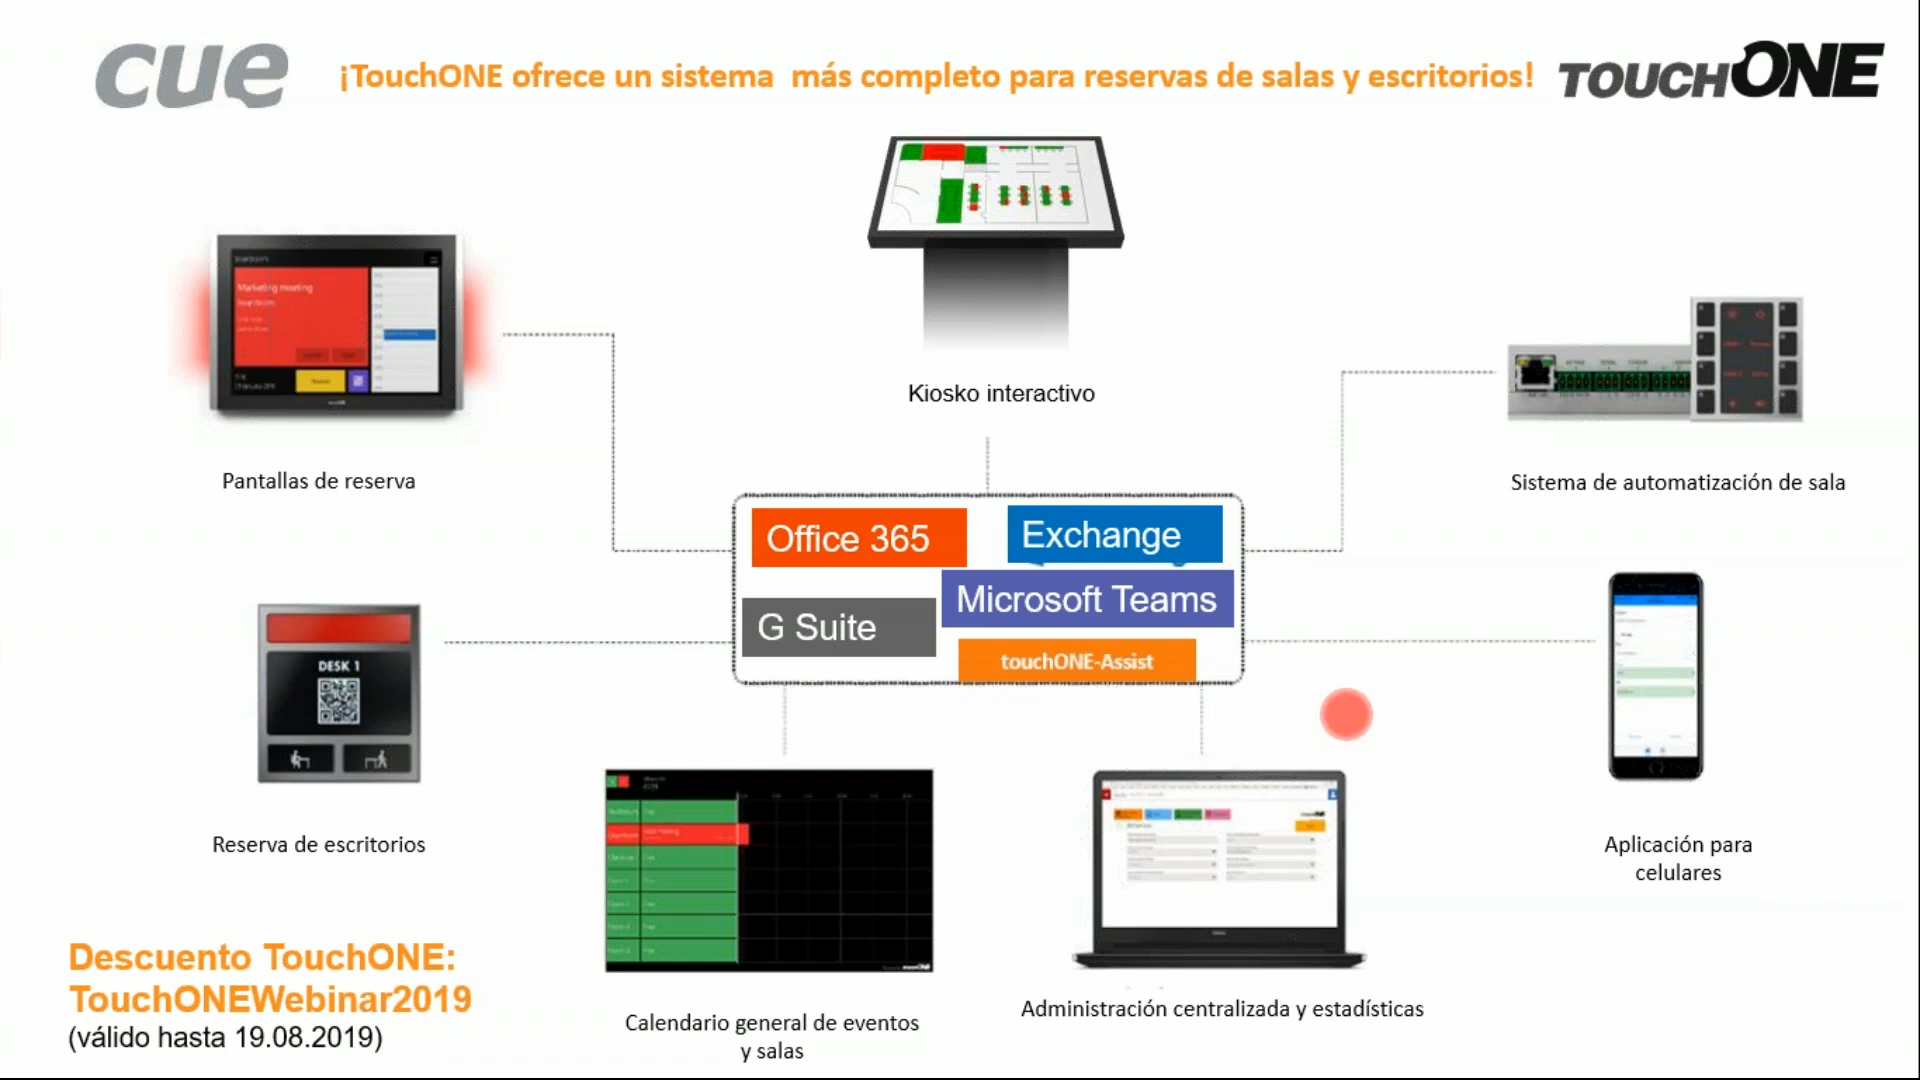 cue
¡TouchONE ofrece un sistema más completo para reservas de salas y escritorios!
TOUCHONE
Marketing meeting
Kiosko interactivo
Pantallas de reserva
Sistema de automatización de sala
Office 365
Exchange
Microsoft Teams
G Suite
touchONE-Assist
DESK 1
Reserva de escritorios
Aplicación para
celulares
Descuento TouchONE:
TouchONEWebinar2019
(válido hasta 19.08.2019)
Calendario general de eventos
y salas
Administración centralizada y estadísticas